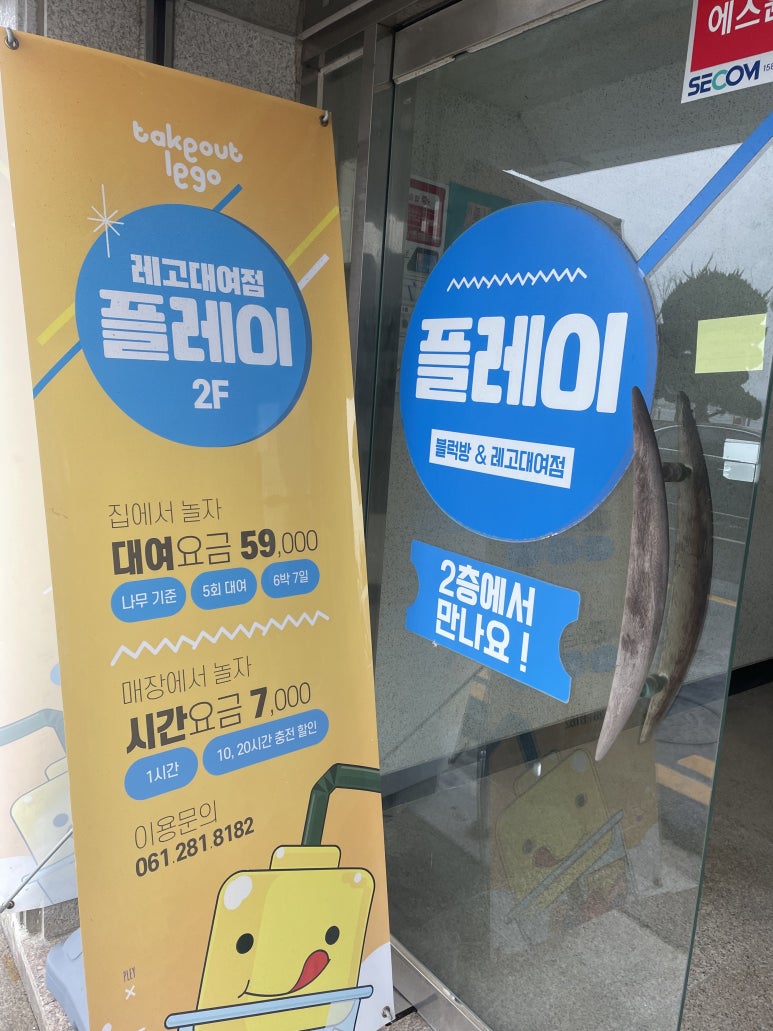 takeout
lego
레고대여점
플레이
2F
집에서 놀자
대여요금 59,000
나무 기준
5회 대여
6박 7일
매장에서 놀자
시간요금 7,000
1시간
10, 20시간 충전 할인
이용문의
061.281.8182
PLEY
플레이
블럭방 & 레고대여점
2층에서
만나요 !
SECOM